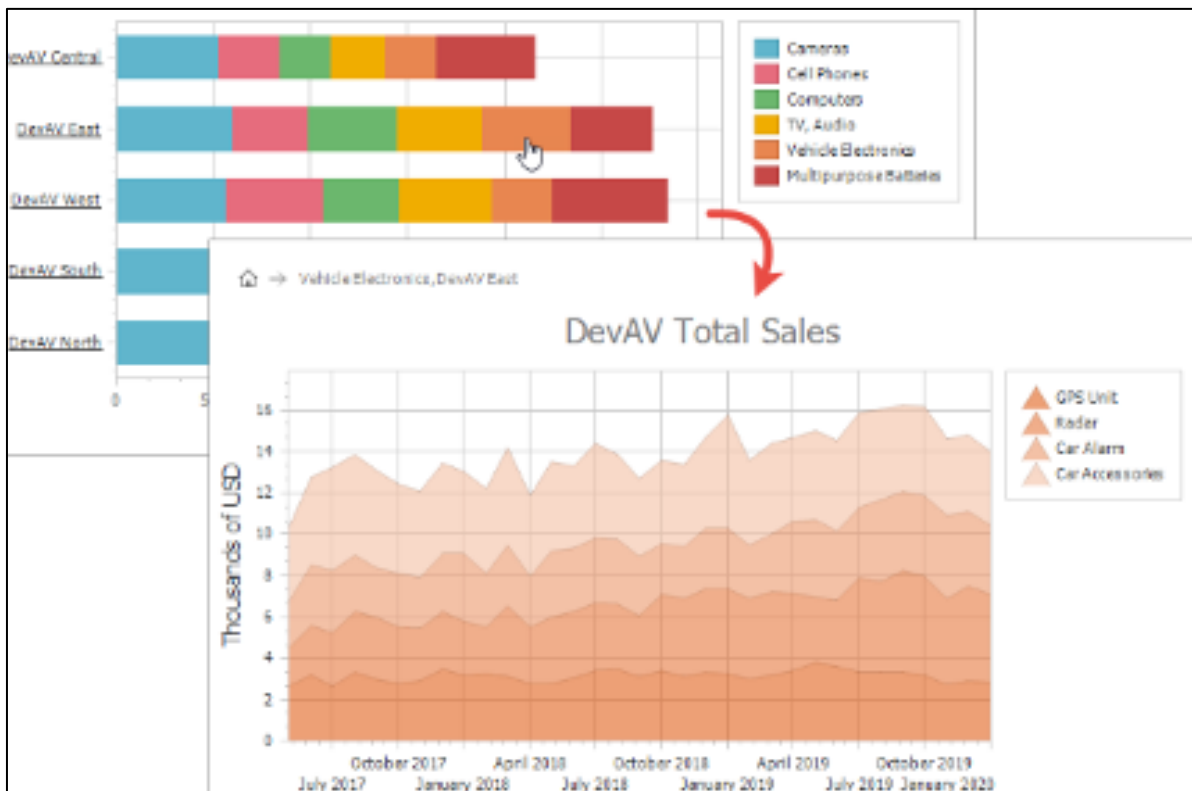 evAV Central
DevAV East
DevAV West
DevAV South
DevAV North
0
5
Cameras
Cell Phones
Computers
TV, Audio
Vehicle Electronics
Multipurpose Batteries
Vehicle Electronics, DevAV East
DevAV Total Sales
Thousands of USD
16
14
12
10
8
6
4
2
0
October 2017
April 2018
October 2018
April 2019
October 2019
July 2017
January 2018
July 2018
January 2019
July 2019
January 2020
GPS Unit
Radar
Car Alarm
Car Accessories